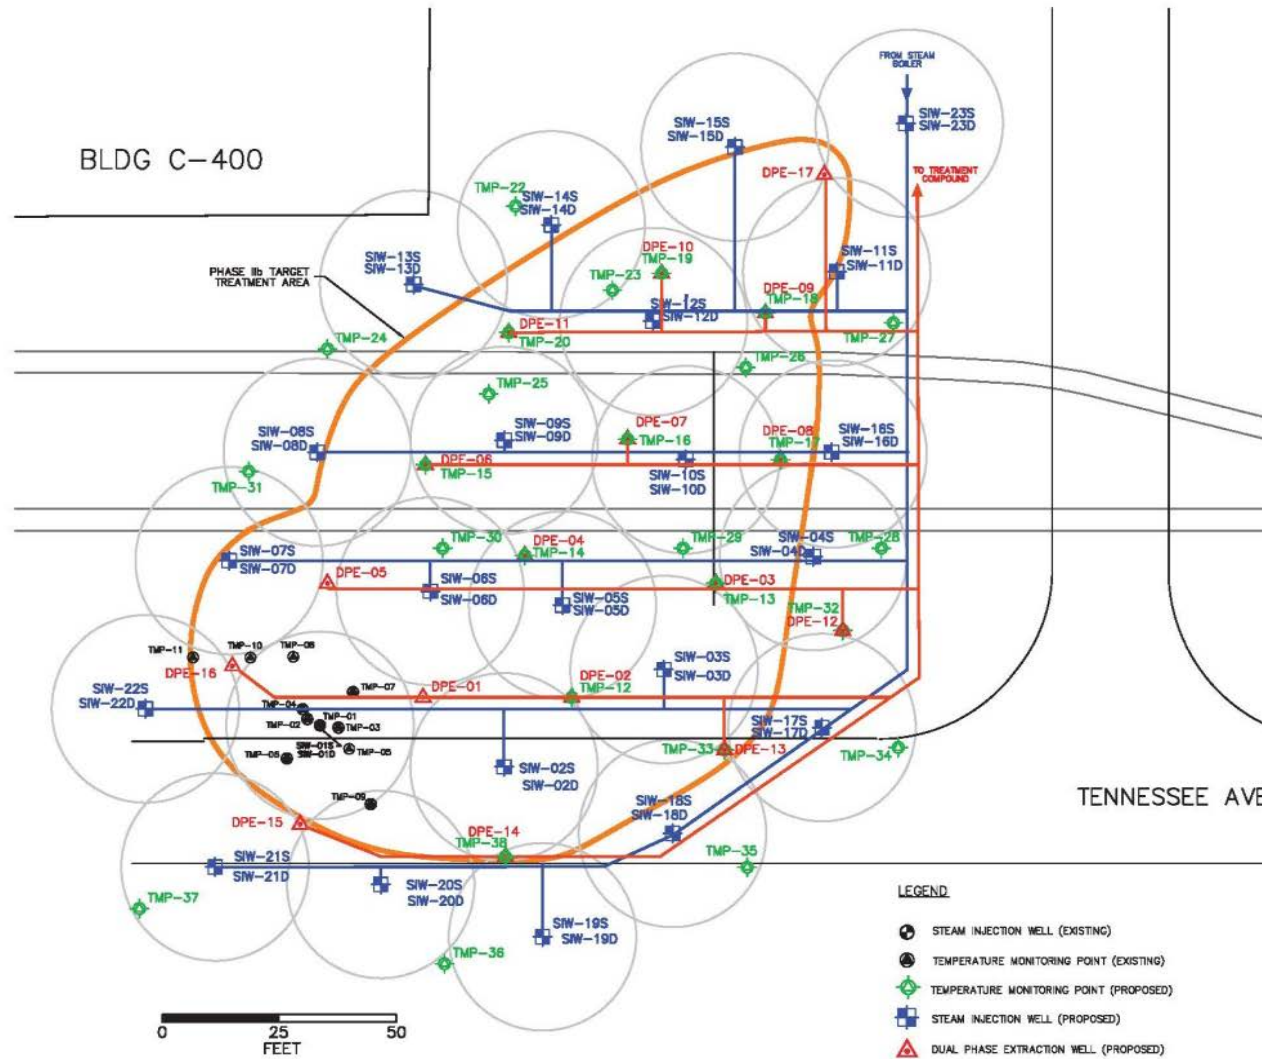 FROM STEAM
BOILER
SIW-23S
SIW-23D
SIW-15S
SIW-15D
BLDG C-400
DPE-17
TO TREATMENT
COMPOUND
TMP-22
SIW-14S
SIW-14D
SIW-13S
SIW-13D
DPE-10
TMP-19
SIW-11S
SIW-11D
PHASE IIb TARGET
TREATMENT AREA
TMP-23
DPE-09
TMP-18
SIW-12S
SIW-12D
DPE-11
TMP-20
TMP-27
TMP-24
TMP-26
TMP-25
SIW-08S
SIW-08D
SIW-09S
SIW-09D
DPE-07
TMP-16
DPE-08
TMP-17
SIW-16S
SIW-16D
DPE-06
TMP-15
SIW-10S
SIW-10D
TMP-31
SIW-07S
SIW-07D
TMP-30
DPE-04
TMP-14
TMP-29
SIW-04S
SIW-04D
TMP-28
DPE-05
SIW-06S
SIW-06D
SIW-05S
SIW-05D
DPE-03
TMP-13
TMP-32
DPE-12
TMP-11
TMP-10
TMP-08
DPE-16
SIW-03S
SIW-03D
SIW-22S
SIW-22D
TMP-07
DPE-01
DPE-02
TMP-12
TMP-04
TMP-02
TMP-01
TMP-03
SIW-17S
SIW-17D
TMP-06
SIW-01S
SIW-01D
TMP-05
TMP-33
DPE-13
TMP-34
SIW-02S
SIW-02D
TMP-09
SIW-18S
SIW-18D
TENNESSEE AVE
DPE-15
DPE-14
TMP-38
TMP-35
SIW-21S
SIW-21D
SIW-20S
SIW-20D
TMP-37
SIW-19S
SIW-19D
TMP-36
0 25 50
FEET
LEGEND
STEAM INJECTION WELL (EXISTING)
TEMPERATURE MONITORING POINT (EXISTING)
TEMPERATURE MONITORING POINT (PROPOSED)
STEAM INJECTION WELL (PROPOSED)
DUAL PHASE EXTRACTION WELL (PROPOSED)